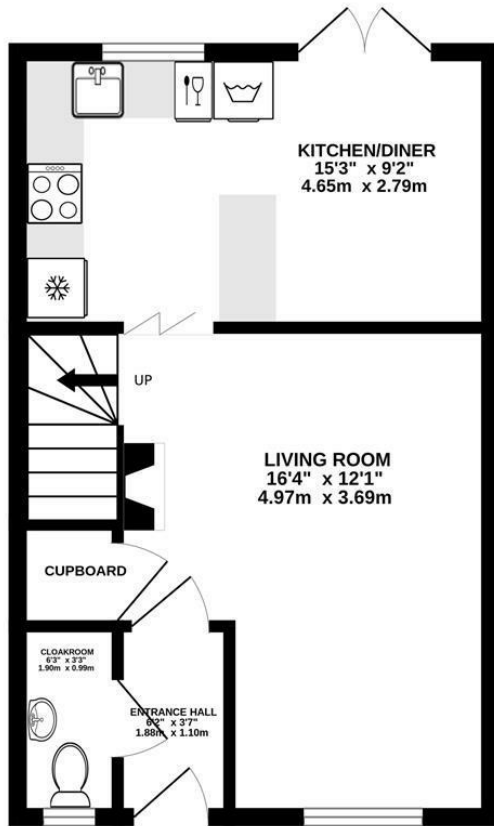 KITCHEN/DINER
15'3" x 9'2"
4.65m x 2.79m
UP
LIVING ROOM
16'4" x 12'1"
4.97m x 3.69m
CUPBOARD
CLOAKROOM
6'3" x 3'3"
1.90m x 0.99m
ENTRANCE HALL
6'2" x 3'7"
1.88m x 1.10m